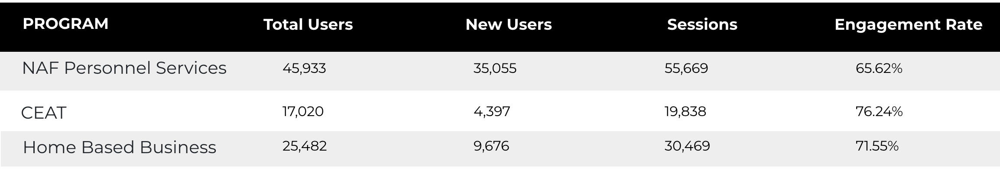 PROGRAM Total Users New Users Sessions Engagement Rate
NAF Personnel Services 45,933 35,055 55,669 65.62%
CEAT 17,020 4,397 19,838 76.24%
Home Based Business 25,482 9,676 30,469 71.55%